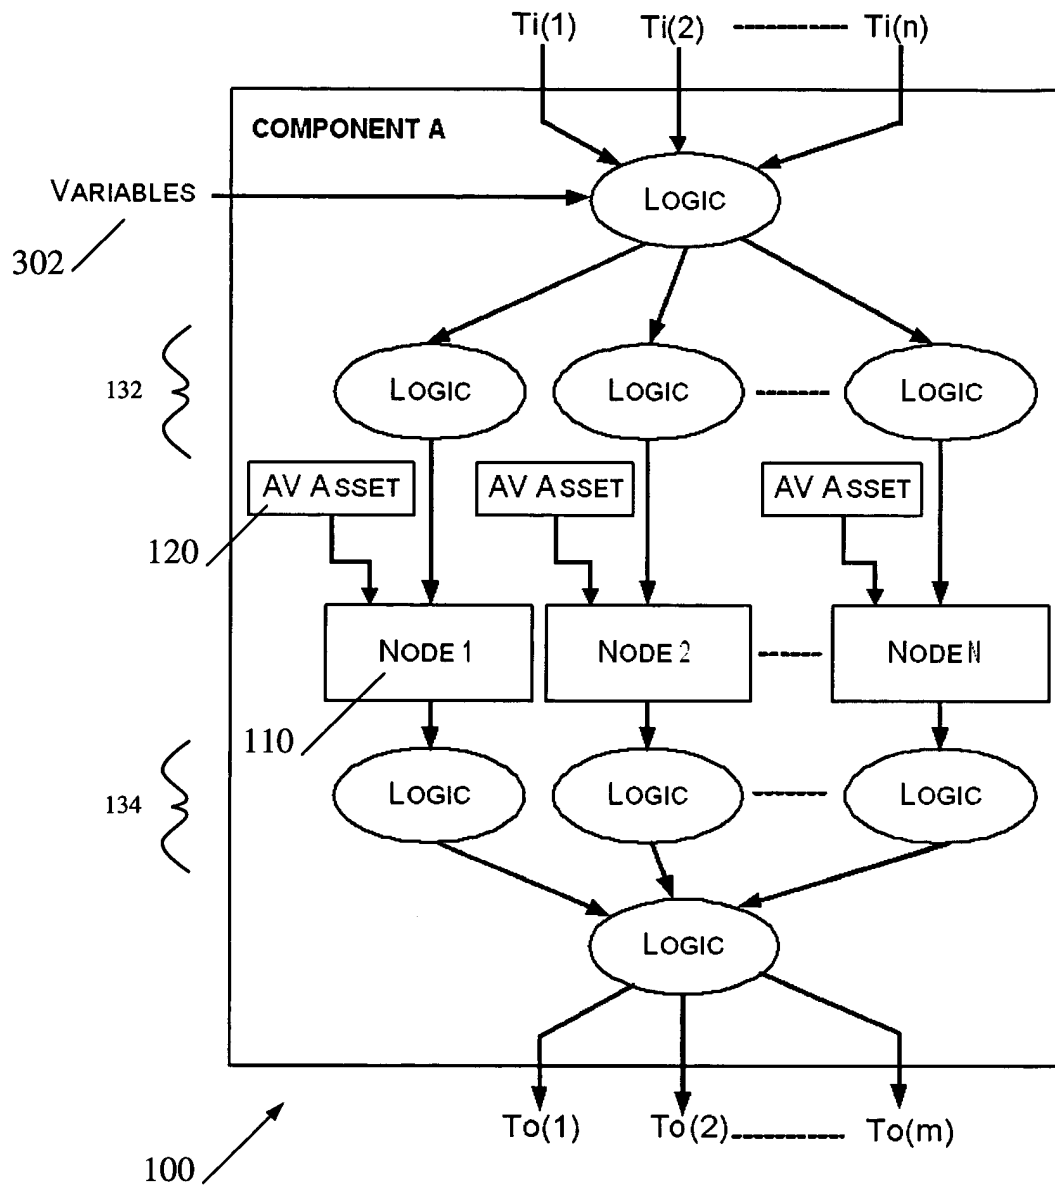 Ti(1) Ti(2) -------- Ti(n)
COMPONENT A
VARIABLES
LOGIC
302
132
LOGIC LOGIC -------- LOGIC
AV ASSET AV ASSET AV ASSET
120
NODE 1 NODE 2 -------- NODE N
110
134
LOGIC LOGIC -------- LOGIC
LOGIC
To(1) To(2) -------- To(m)
100